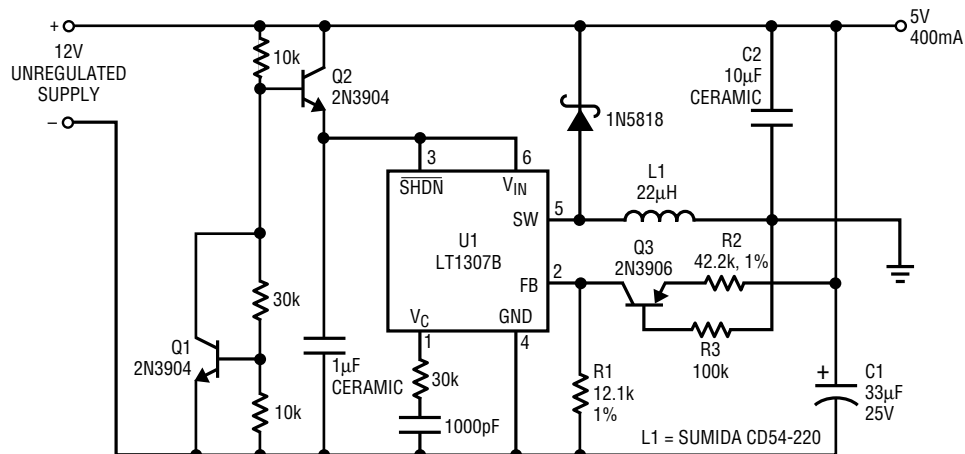 +
12V
UNREGULATED
SUPPLY
–
10k
Q2
2N3904
5V
400mA
C2
10µF
CERAMIC
1N5818
3
6
SHDN
VIN
L1
22µH
SW
5
U1
LT1307B
Q3
2N3906
R2
42.2k, 1%
FB
2
VC
GND
1
4
30k
Q1
2N3904
10k
1µF
CERAMIC
30k
1000pF
R1
12.1k
1%
R3
100k
+
C1
33µF
25V
L1 = SUMIDA CD54-220